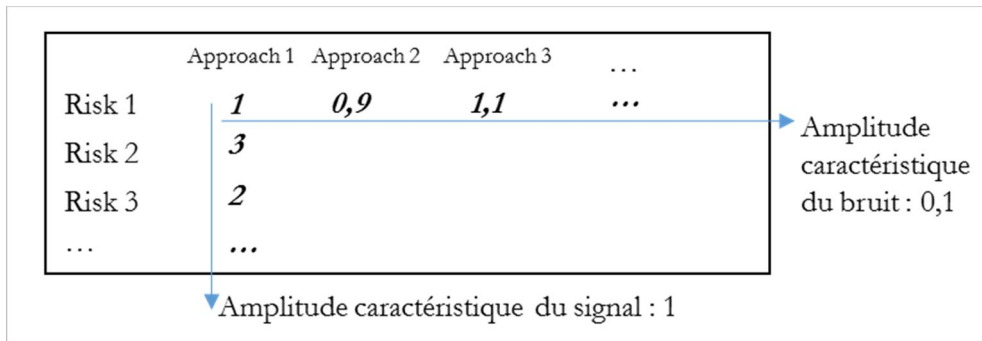 Approach 1 Approach 2 Approach 3 ...
Risk 1 1 0,9 1,1 ...
Risk 2 3
Risk 3 2
... ...
Amplitude
caractéristique
du bruit : 0,1
Amplitude caractéristique du signal : 1